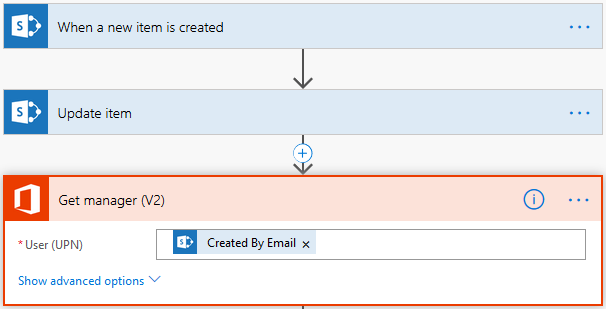 When a new item is created
Update item
Get manager (V2)
* User (UPN)
Created By Email ×
Show advanced options